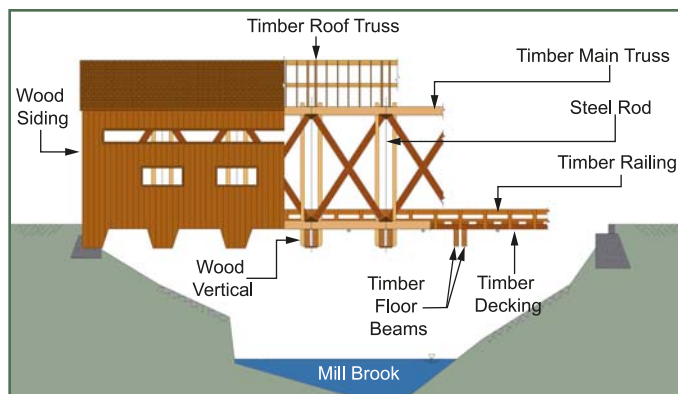 Timber Roof Truss
Timber Main Truss
Wood
Siding
Steel Rod
Timber Railing
Wood
Vertical
Timber
Floor
Beams
Timber
Decking
Mill Brook